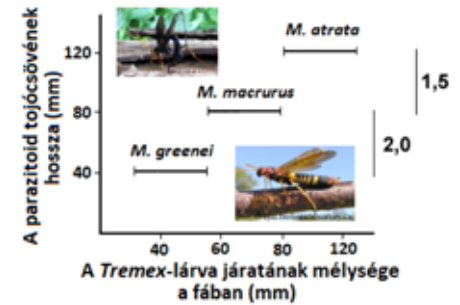 A parazitoid tojócsövének
hossza (mm)
120
80
40
M. atrata
M. macrurus
M. greenei
1,5
2,0
40
60
80
120
A Tremex-lárva járatának mélysége
a fában (mm)